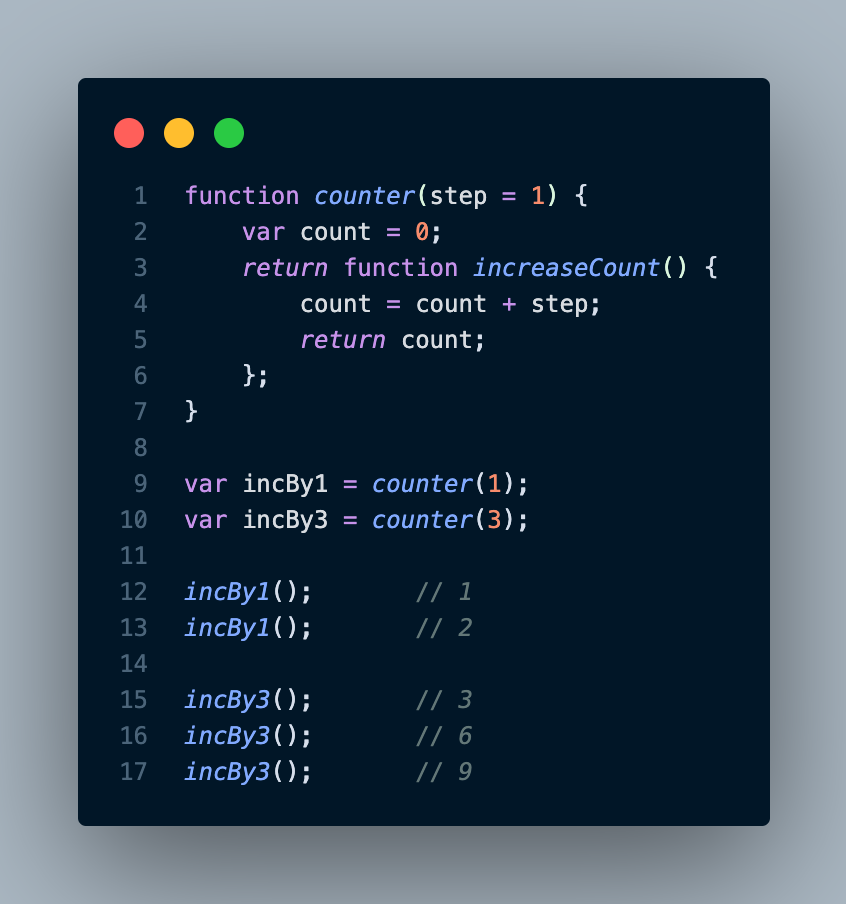 1 function counter(step = 1) {
2     var count = 0;
3     return function increaseCount() {
4         count = count + step;
5         return count;
6     };
7 }
8
9 var incBy1 = counter(1);
10 var incBy3 = counter(3);
11
12 incBy1();       // 1
13 incBy1();       // 2
14
15 incBy3();       // 3
16 incBy3();       // 6
17 incBy3();       // 9